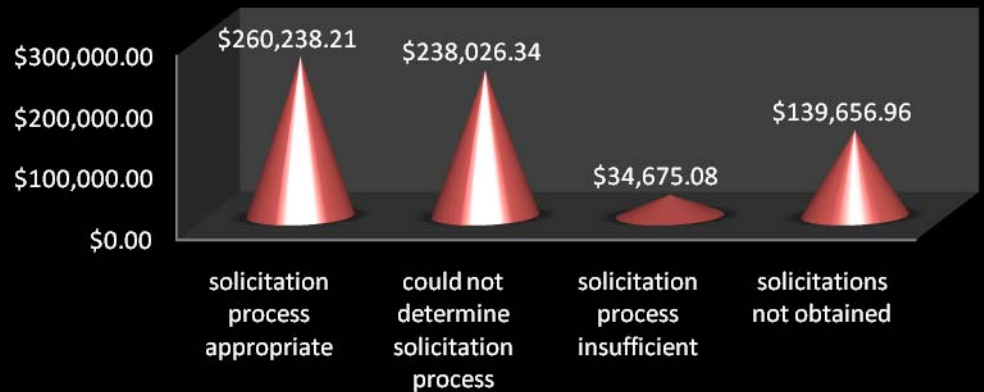 $300,000.00
$200,000.00
$100,000.00
$0.00
$260,238.21
$238,026.34
$34,675.08
$139,656.96
solicitation
process
appropriate
could not
determine
solicitation
process
solicitation
process
insufficient
solicitations
not obtained